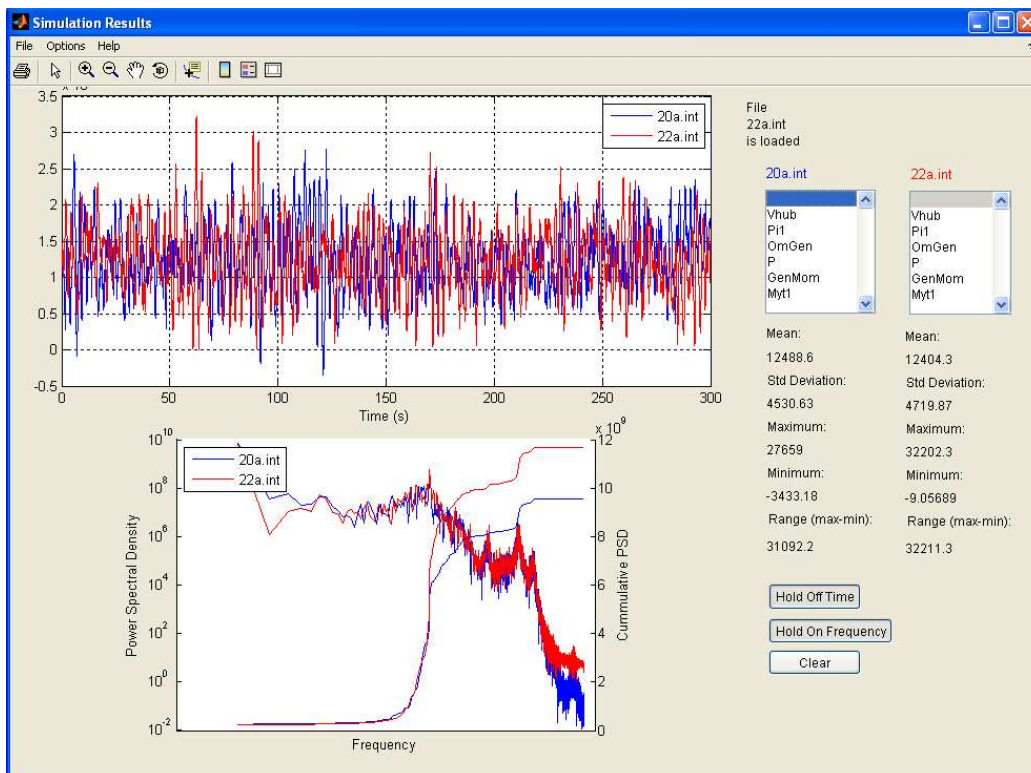 Simulation Results
File Options Help
3.5
3
2.5
2
1.5
1
0.5
0
-0.5
20a.int
22a.int
0 50 100 150 200 250 300
Time (s)
File
22a.int
is loaded
20a.int
Vhub
Pi1
OmGen
P
GenMom
Myt1
Mean:
12488.6
Std Deviation:
4530.63
Maximum:
27659
Minimum:
-3433.18
Range (max-min):
31092.2
22a.int
Vhub
Pi1
OmGen
P
GenMom
Myt1
Mean:
12404.3
Std Deviation:
4719.87
Maximum:
32202.3
Minimum:
-9.05689
Range (max-min):
32211.3
Power Spectral Density
10^10
10^8
10^6
10^4
10^2
10^0
10^-2
20a.int
22a.int
x 10^9
12
10
8
6
4
2
0
Cummulative PSD
Frequency
Hold Off Time
Hold On Frequency
Clear